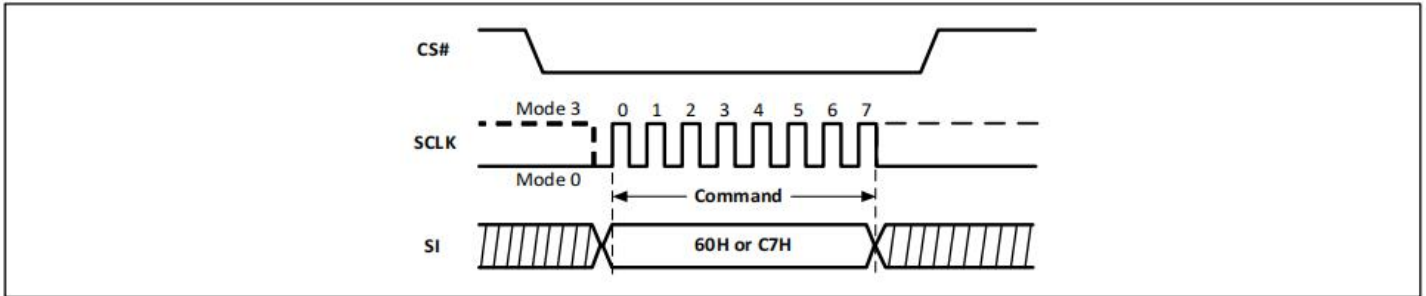 CS#
Mode 3 0 1 2 3 4 5 6 7
SCLK
Mode 0
Command
SI 60H or C7H